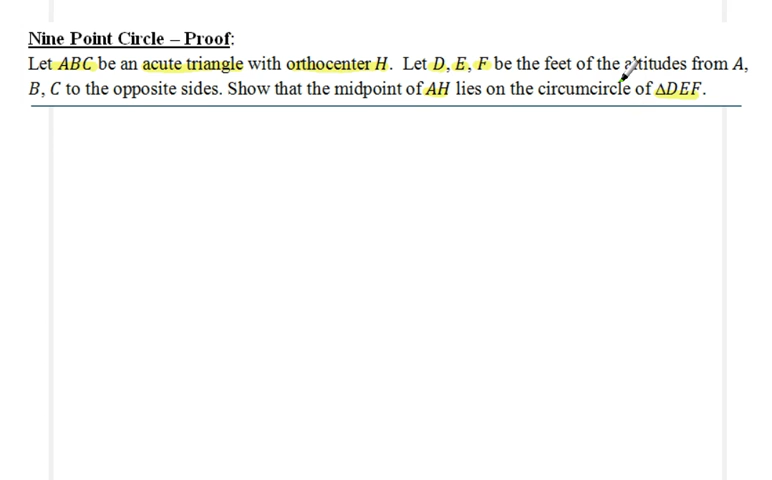 Nine Point Circle – Proof:
Let ABC be an acute triangle with orthocenter H. Let D, E, F be the feet of the altitudes from A,
B, C to the opposite sides. Show that the midpoint of AH lies on the circumcircle of ΔDEF.